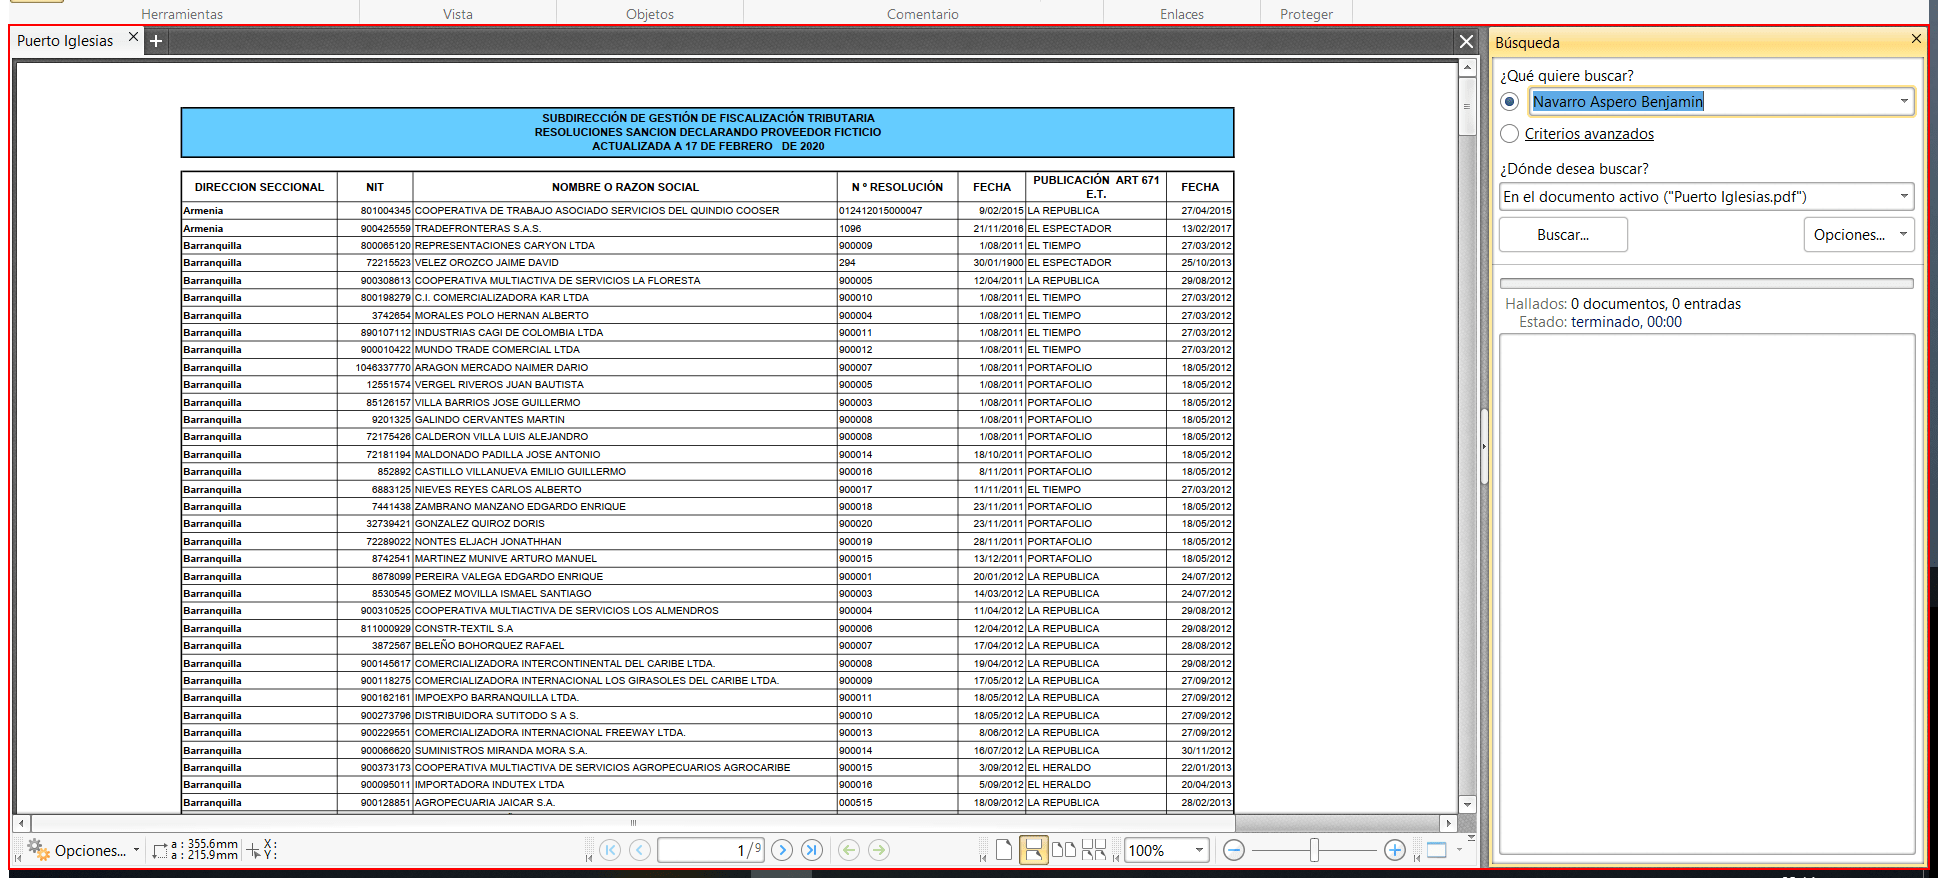 Herramientas Vista Objetos Comentario Enlaces Proteger
Puerto Iglesias
Búsqueda
¿Qué quiere buscar?
Navarro Aspero Benjamin
Criterios avanzados
¿Dónde desea buscar?
En el documento activo ("Puerto Iglesias.pdf")
Buscar... Opciones...
Hallados: 0 documentos, 0 entradas
Estado: terminado, 00:00
SUBDIRECCIÓN DE GESTIÓN DE FISCALIZACIÓN TRIBUTARIA
RESOLUCIONES SANCION DECLARANDO PROVEEDOR FICTICIO
ACTUALIZADA A 17 DE FEBRERO DE 2020
DIRECCION SECCIONAL NIT NOMBRE O RAZON SOCIAL N º RESOLUCIÓN FECHA PUBLICACIÓN ART 671 E.T. FECHA
Armenia 801004345 COOPERATIVA DE TRABAJO ASOCIADO SERVICIOS DEL QUINDIO COOSER 012412015000047 9/02/2015 LA REPUBLICA 27/04/2015
Armenia 900425559 TRADEFRONTERAS S.A.S. 1096 21/11/2016 EL ESPECTADOR 13/02/2017
Barranquilla 800065120 REPRESENTACIONES CARYON LTDA 900009 1/08/2011 EL TIEMPO 27/03/2012
Barranquilla 72215523 VELEZ OROZCO JAIME DAVID 294 30/01/1900 EL ESPECTADOR 25/10/2013
Barranquilla 900308613 COOPERATIVA MULTIACTIVA DE SERVICIOS LA FLORESTA 900005 12/04/2011 LA REPUBLICA 29/08/2012
Barranquilla 800198279 C.I. COMERCIALIZADORA KAR LTDA 900010 1/08/2011 EL TIEMPO 27/03/2012
Barranquilla 3742654 MORALES POLO HERNAN ALBERTO 900004 1/08/2011 EL TIEMPO 27/03/2012
Barranquilla 890107112 INDUSTRIAS CAGI DE COLOMBIA LTDA 900011 1/08/2011 EL TIEMPO 27/03/2012
Barranquilla 900010422 MUNDO TRADE COMERCIAL LTDA 900012 1/08/2011 EL TIEMPO 27/03/2012
Barranquilla 1046337770 ARAGON MERCADO NAIMER DARIO 900007 1/08/2011 PORTAFOLIO 18/05/2012
Barranquilla 12551574 VERGEL RIVEROS JUAN BAUTISTA 900005 1/08/2011 PORTAFOLIO 18/05/2012
Barranquilla 85126157 VILLA BARRIOS JOSE GUILLERMO 900003 1/08/2011 PORTAFOLIO 18/05/2012
Barranquilla 9201325 GALINDO CERVANTES MARTIN 900008 1/08/2011 PORTAFOLIO 18/05/2012
Barranquilla 72175426 CALDERON VILLA LUIS ALEJANDRO 900008 1/08/2011 PORTAFOLIO 18/05/2012
Barranquilla 72181194 MALDONADO PADILLA JOSE ANTONIO 900014 18/10/2011 PORTAFOLIO 18/05/2012
Barranquilla 852892 CASTILLO VILLANUEVA EMILIO GUILLERMO 900016 8/11/2011 PORTAFOLIO 18/05/2012
Barranquilla 6883125 NIEVES REYES CARLOS ALBERTO 900017 11/11/2011 EL TIEMPO 27/03/2012
Barranquilla 7441438 ZAMBRANO MANZANO EDGARDO ENRIQUE 900018 23/11/2011 PORTAFOLIO 18/05/2012
Barranquilla 32739421 GONZALEZ QUIROZ DORIS 900020 23/11/2011 PORTAFOLIO 18/05/2012
Barranquilla 72289022 NONTES ELJACH JONATHHAN 900019 28/11/2011 PORTAFOLIO 18/05/2012
Barranquilla 8742541 MARTINEZ MUNIVE ARTURO MANUEL 900015 13/12/2011 PORTAFOLIO 18/05/2012
Barranquilla 8678099 PEREIRA VALEGA EDGARDO ENRIQUE 900001 20/01/2012 LA REPUBLICA 24/07/2012
Barranquilla 8530545 GOMEZ MOVILLA ISMAEL SANTIAGO 900003 14/03/2012 LA REPUBLICA 24/07/2012
Barranquilla 900310525 COOPERATIVA MULTIACTIVA DE SERVICIOS LOS ALMENDROS 900004 11/04/2012 LA REPUBLICA 29/08/2012
Barranquilla 811000929 CONSTR-TEXTIL S.A 900006 12/04/2012 LA REPUBLICA 29/08/2012
Barranquilla 3872567 BELEÑO BOHORQUEZ RAFAEL 900007 17/04/2012 LA REPUBLICA 28/08/2012
Barranquilla 900145617 COMERCIALIZADORA INTERCONTINENTAL DEL CARIBE LTDA. 900008 19/04/2012 LA REPUBLICA 29/08/2012
Barranquilla 900118275 COMERCIALIZADORA INTERNACIONAL LOS GIRASOLES DEL CARIBE LTDA. 900009 17/05/2012 LA REPUBLICA 27/09/2012
Barranquilla 900162161 IMPOEXPO BARRANQUILLA LTDA. 900011 18/05/2012 LA REPUBLICA 27/09/2012
Barranquilla 900273796 DISTRIBUIDORA SUTITODO S A S. 900010 18/05/2012 LA REPUBLICA 27/09/2012
Barranquilla 900229551 COMERCIALIZADORA INTERNACIONAL FREEWAY LTDA. 900013 8/06/2012 LA REPUBLICA 27/09/2012
Barranquilla 900066620 SUMINISTROS MIRANDA MORA S.A. 900014 16/07/2012 LA REPUBLICA 30/11/2012
Barranquilla 900373173 COOPERATIVA MULTIACTIVA DE SERVICIOS AGROPECUARIOS AGROCARIBE 900015 3/09/2012 EL HERALDO 22/01/2013
Barranquilla 900095011 IMPORTADORA INDUTEX LTDA 900016 5/09/2012 EL HERALDO 20/04/2013
Barranquilla 900128851 AGROPECUARIA JAICAR S.A. 000515 18/09/2012 LA REPUBLICA 28/02/2013
Opciones... a : 355.6mm X: 1/9 100%
a : 215.9mm Y: